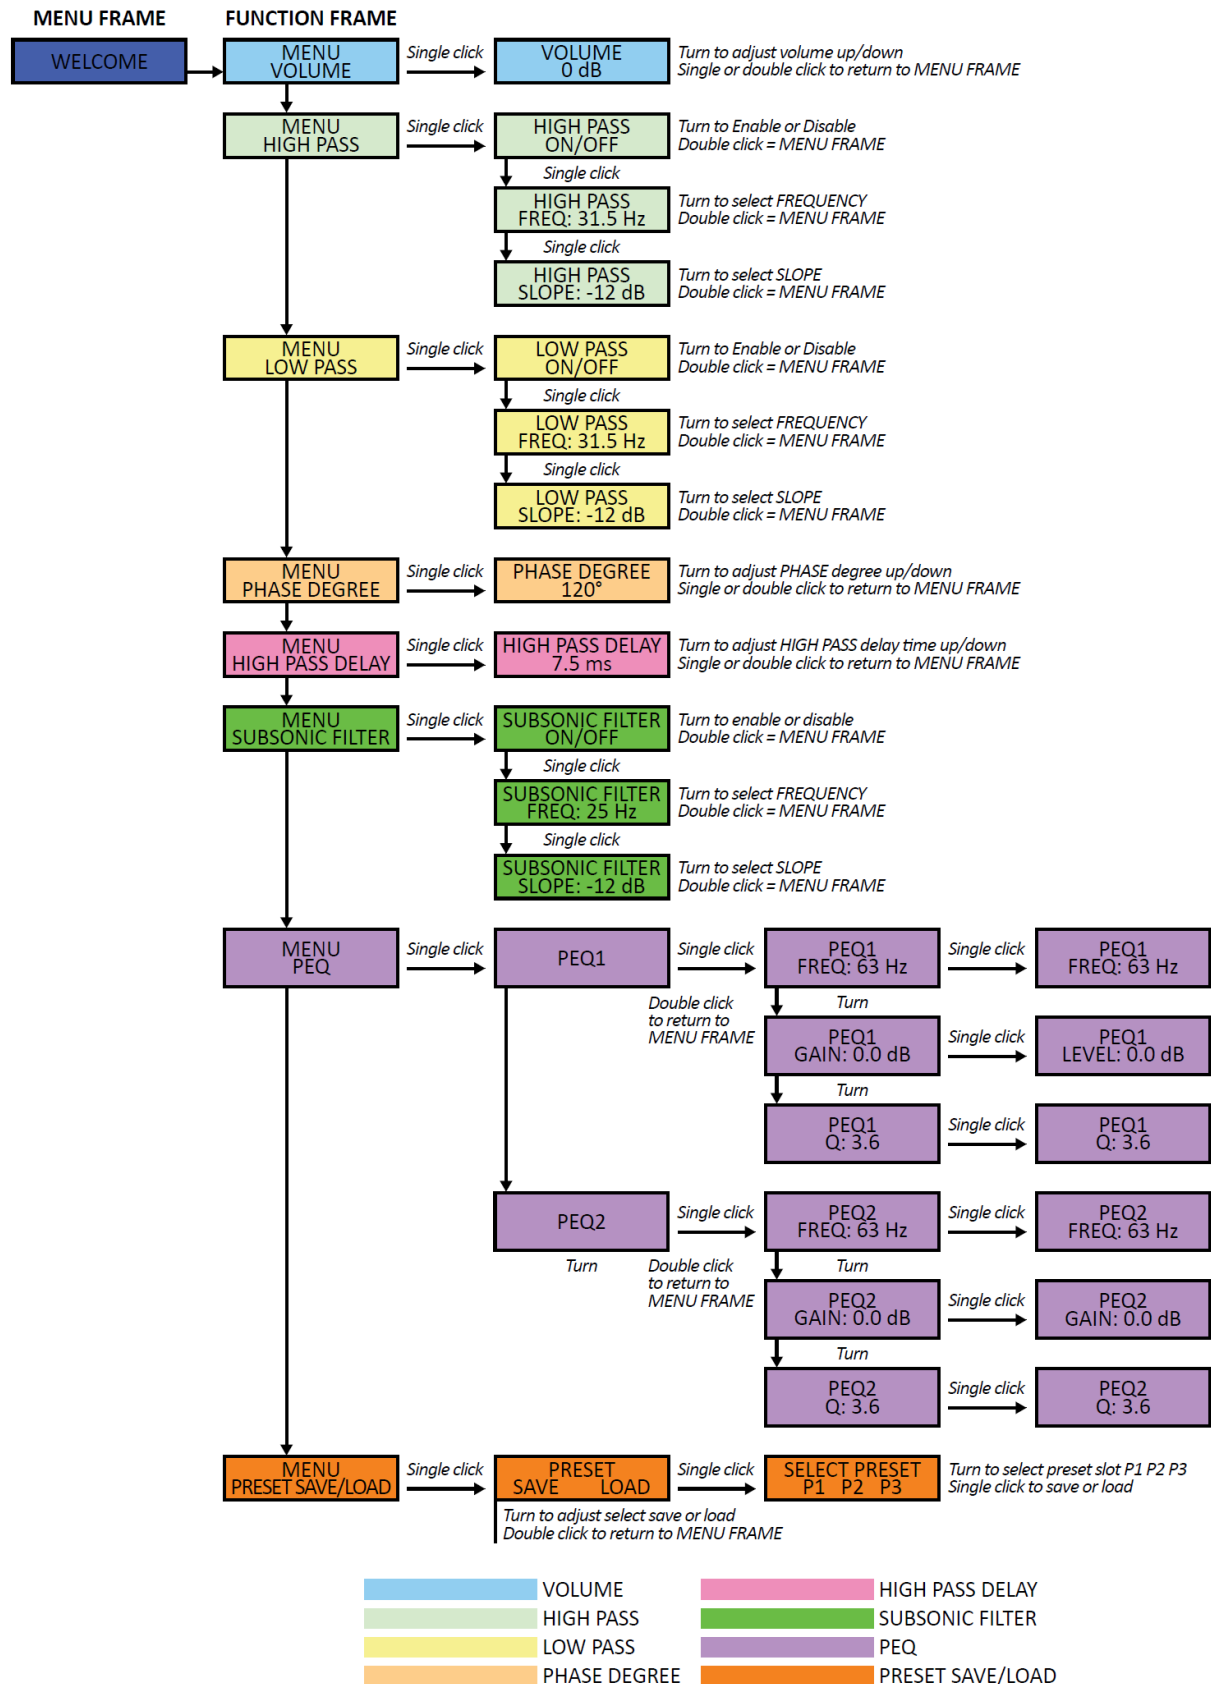 MENU FRAME
FUNCTION FRAME
WELCOME
MENU
VOLUME
Single click
VOLUME
0 dB
Turn to adjust volume up/down
Single or double click to return to MENU FRAME
MENU
HIGH PASS
Single click
HIGH PASS
ON/OFF
Turn to Enable or Disable
Double click = MENU FRAME
Single click
HIGH PASS
FREQ: 31.5 Hz
Turn to select FREQUENCY
Double click = MENU FRAME
Single click
HIGH PASS
SLOPE: -12 dB
Turn to select SLOPE
Double click = MENU FRAME
MENU
LOW PASS
Single click
LOW PASS
ON/OFF
Turn to Enable or Disable
Double click = MENU FRAME
Single click
LOW PASS
FREQ: 31.5 Hz
Turn to select FREQUENCY
Double click = MENU FRAME
Single click
LOW PASS
SLOPE: -12 dB
Turn to select SLOPE
Double click = MENU FRAME
MENU
PHASE DEGREE
Single click
PHASE DEGREE
120°
Turn to adjust PHASE degree up/down
Single or double click to return to MENU FRAME
MENU
HIGH PASS DELAY
Single click
HIGH PASS DELAY
7.5 ms
Turn to adjust HIGH PASS delay time up/down
Single or double click to return to MENU FRAME
MENU
SUBSONIC FILTER
Single click
SUBSONIC FILTER
ON/OFF
Turn to enable or disable
Double click = MENU FRAME
Single click
SUBSONIC FILTER
FREQ: 25 Hz
Turn to select FREQUENCY
Double click = MENU FRAME
Single click
SUBSONIC FILTER
SLOPE: -12 dB
Turn to select SLOPE
Double click = MENU FRAME
MENU
PEQ
Single click
PEQ1
Single click
PEQ1
FREQ: 63 Hz
Single click
PEQ1
FREQ: 63 Hz
Double click
to return to
MENU FRAME
Turn
PEQ1
GAIN: 0.0 dB
Single click
PEQ1
LEVEL: 0.0 dB
Turn
PEQ1
Q: 3.6
Single click
PEQ1
Q: 3.6
PEQ2
Single click
PEQ2
FREQ: 63 Hz
Single click
PEQ2
FREQ: 63 Hz
Turn
Double click
to return to
MENU FRAME
Turn
PEQ2
GAIN: 0.0 dB
Single click
PEQ2
GAIN: 0.0 dB
Turn
PEQ2
Q: 3.6
Single click
PEQ2
Q: 3.6
MENU
PRESET SAVE/LOAD
Single click
PRESET
SAVE LOAD
Single click
SELECT PRESET
P1 P2 P3
Turn to select preset slot P1 P2 P3
Single click to save or load
Turn to adjust select save or load
Double click to return to MENU FRAME
VOLUME
HIGH PASS DELAY
HIGH PASS
SUBSONIC FILTER
LOW PASS
PEQ
PHASE DEGREE
PRESET SAVE/LOAD